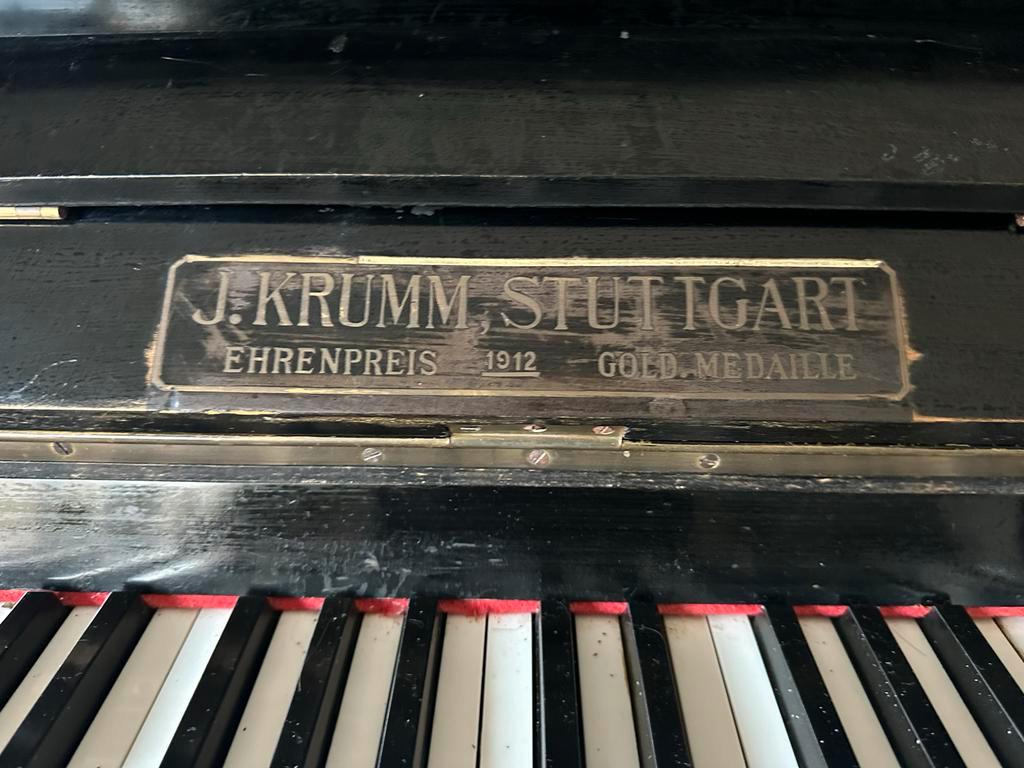 J. KRUMM, STUTTGART
EHRENPREIS 1912 GOLD. MEDAILLE